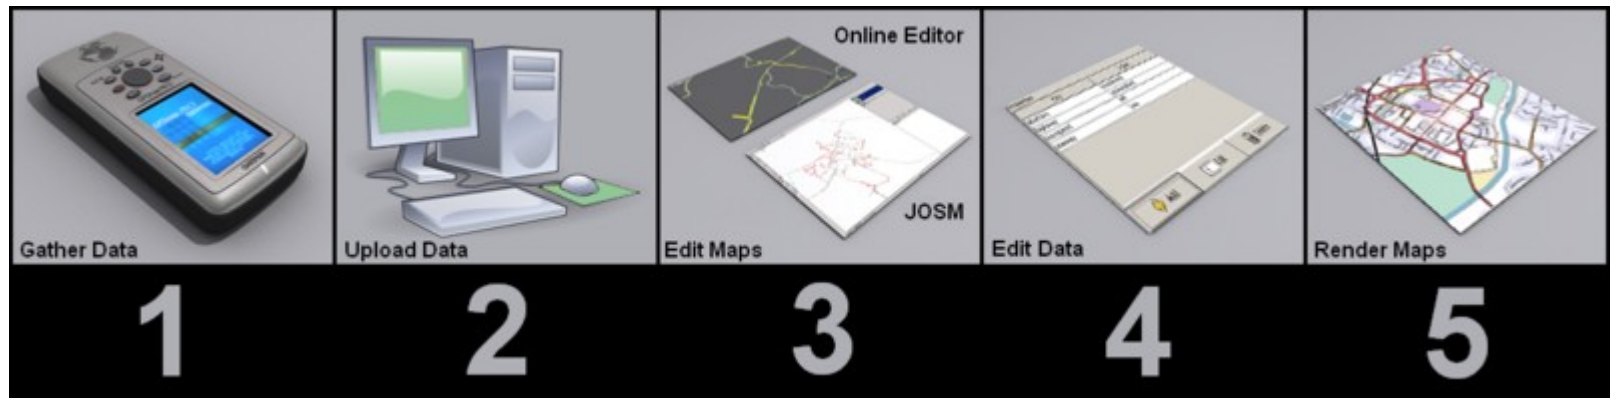 Gather Data
Upload Data
Online Editor
JOSM
Edit Maps
Edit Data
Render Maps
1
2
3
4
5